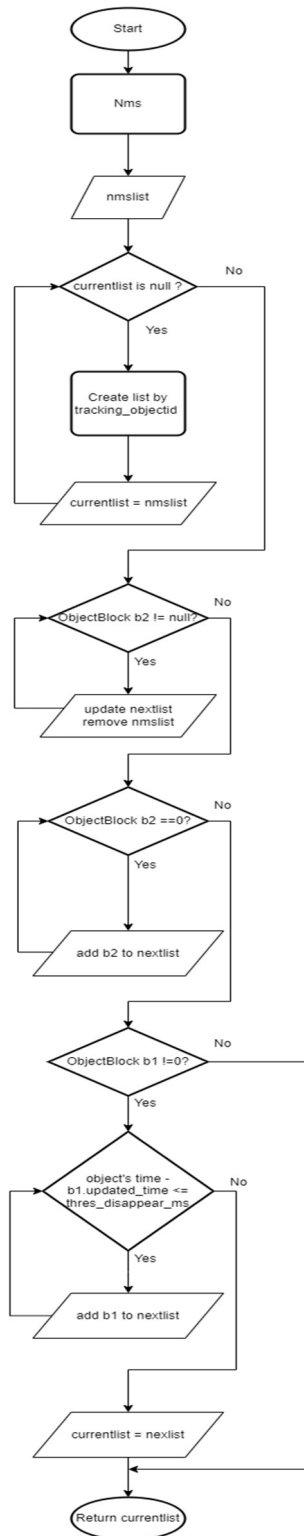 Start
Nms
nmslist
currentlist is null ?
No
Yes
Create list by
tracking_objectid
currentlist = nmslist
ObjectBlock b2 != null?
No
Yes
update nextlist
remove nmslist
ObjectBlock b2 ==0?
No
Yes
add b2 to nextlist
ObjectBlock b1 !=0?
No
Yes
object's time -
b1.updated_time <=
thres_disappear_ms
No
Yes
add b1 to nextlist
currentlist = nexlist
Return currentlist